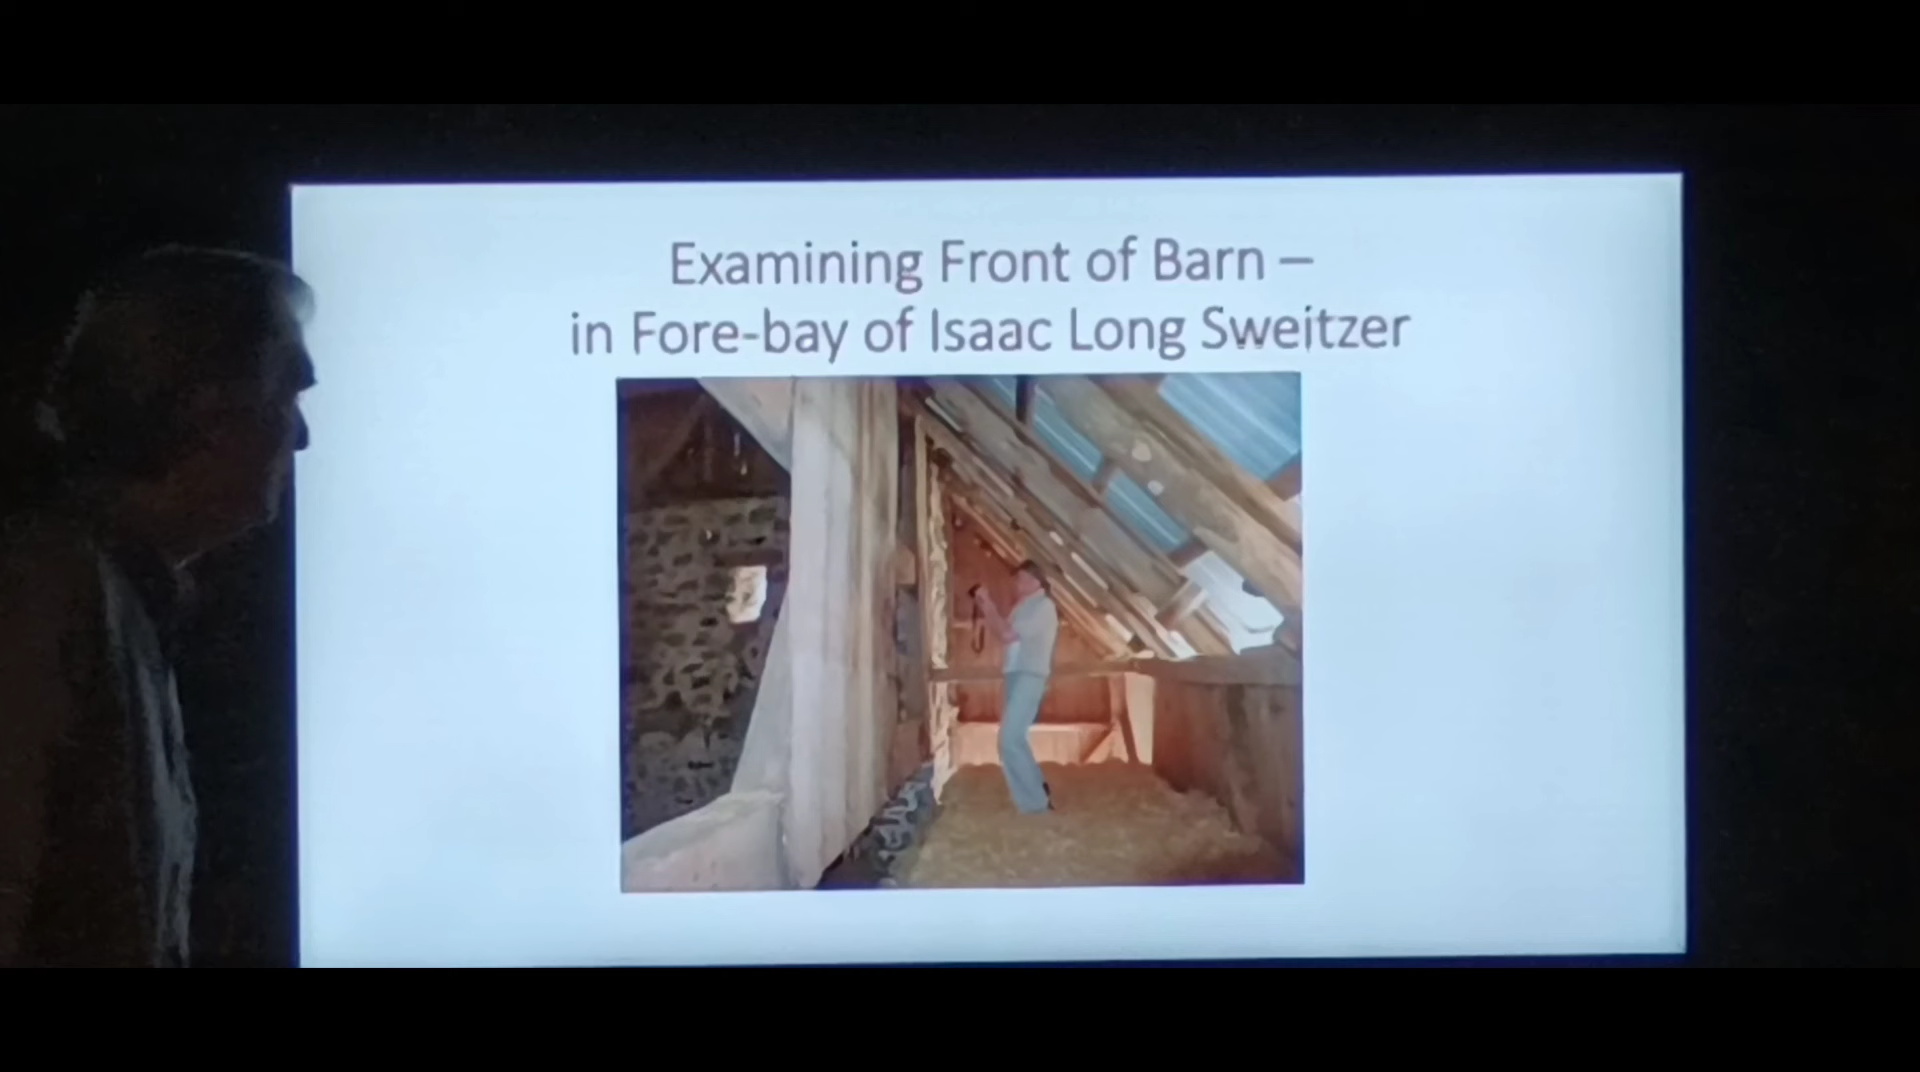 Examining Front of Barn –
in Fore-bay of Isaac Long Sweitzer